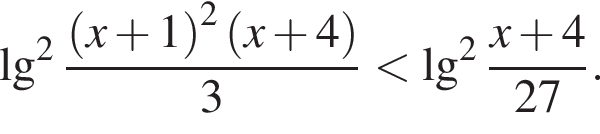 lg² (x + 1)² (x + 4) / 3 < lg² x + 4 / 27 .